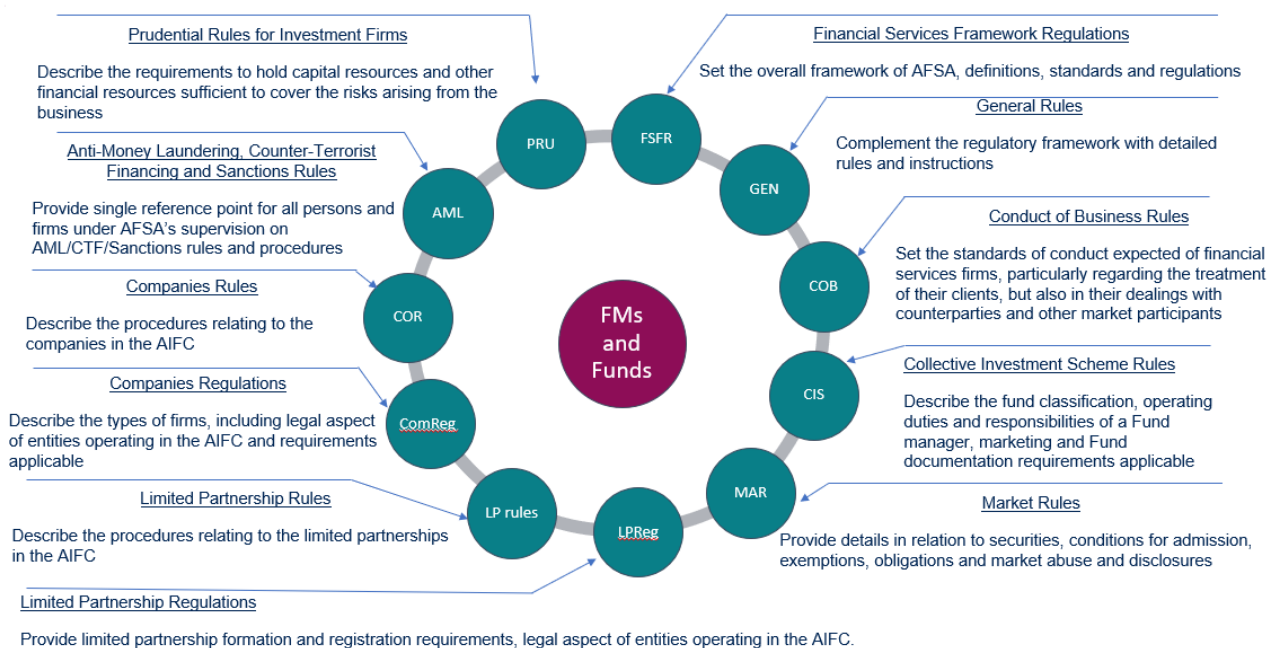 Prudential Rules for Investment Firms
Describe the requirements to hold capital resources and other
financial resources sufficient to cover the risks arising from the
business
Anti-Money Laundering, Counter-Terrorist
Financing and Sanctions Rules
Provide single reference point for all persons and
firms under AFSA's supervision on
AML/CTF/Sanctions rules and procedures
Companies Rules
Describe the procedures relating to the
companies in the AIFC
Companies Regulations
Describe the types of firms, including legal aspect
of entities operating in the AIFC and requirements
applicable
Limited Partnership Rules
Describe the procedures relating to the limited partnerships
in the AIFC
Limited Partnership Regulations
Provide limited partnership formation and registration requirements, legal aspect of entities operating in the AIFC.
PRU
FSFR
GEN
COB
CIS
MAR
LPReg
LP rules
ComReg
COR
AML
FMs
and
Funds
Financial Services Framework Regulations
Set the overall framework of AFSA, definitions, standards and regulations
General Rules
Complement the regulatory framework with detailed
rules and instructions
Conduct of Business Rules
Set the standards of conduct expected of financial
services firms, particularly regarding the treatment
of their clients, but also in their dealings with
counterparties and other market participants
Collective Investment Scheme Rules
Describe the fund classification, operating
duties and responsibilities of a Fund
manager, marketing and Fund
documentation requirements applicable
Market Rules
Provide details in relation to securities, conditions for admission,
exemptions, obligations and market abuse and disclosures